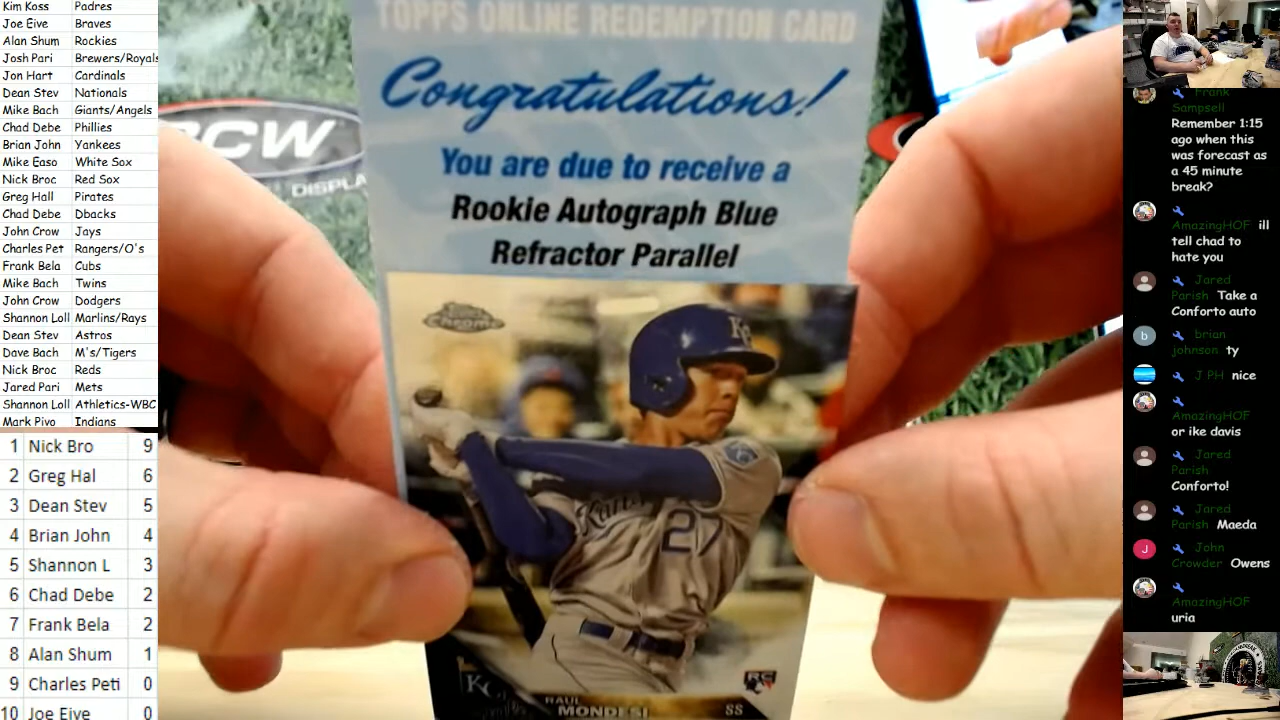 Kim Koss Padres
Joe Eive Braves
Alan Shum Rockies
Josh Pari Brewers/Royals
Jon Hart Cardinals
Dean Stev Nationals
Mike Bach Giants/Angels
Chad Debe Phillies
Brian John Yankees
Mike Easo White Sox
Nick Broc Red Sox
Greg Hall Pirates
Chad Debe Dbacks
John Crow Jays
Charles Pet Rangers/O's
Frank Bela Cubs
Mike Bach Twins
John Crow Dodgers
Shannon Loll Marlins/Rays
Dean Stev Astros
Dave Bach M's/Tigers
Nick Broc Reds
Jared Pari Mets
Shannon Loll Athletics-WBC
Mark Pivo Indians
1 Nick Bro 9
2 Greg Hal 6
3 Dean Stev 5
4 Brian John 4
5 Shannon L 3
6 Chad Debe 2
7 Frank Bela 2
8 Alan Shum 1
9 Charles Peti 0
10 Joe Eive 0
BCW
DISPLA
TOPPS ONLINE REDEMPTION CARD
Congratulations!
You are due to receive a
Rookie Autograph Blue
Refractor Parallel
Topps
Chrome
KC
Kans
27
KC
RAUL
MONDESI
SS
RC
Frank
Sampsell
Remember 1:15
ago when this
was forecast as
a 45 minute
break?
AmazingHOF ill
tell chad to
hate you
Jared
Parish Take a
Conforto auto
b
brian
johnson ty
J PH nice
AmazingHOF
or ike davis
Jared
Parish
Conforto!
Jared
Parish Maeda
J
John
Crowder Owens
AmazingHOF
uria